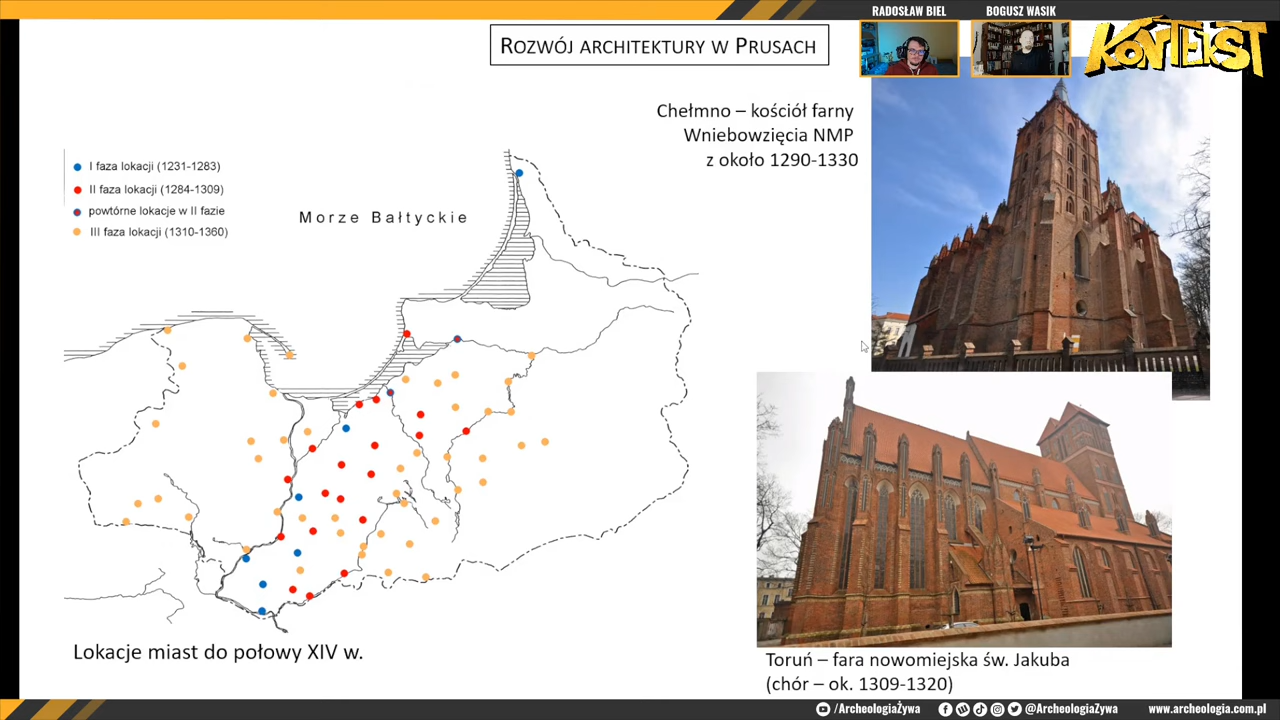 RADOSŁAW BIEL
BOGUSZ WASIK
KONTEKST
ROZWÓJ ARCHITEKTURY W PRUSACH
Chełmno – kościół farny
Wniebowzięcia NMP
z około 1290-1330
I faza lokacji (1231-1283)
II faza lokacji (1284-1309)
powtórne lokacje w II fazie
III faza lokacji (1310-1360)
Morze Bałtyckie
Lokacje miast do połowy XIV w.
Toruń – fara nowomiejska św. Jakuba
(chór – ok. 1309-1320)
/ArcheologiaŻywa
@ArcheologiaZywa
www.archeologia.com.pl